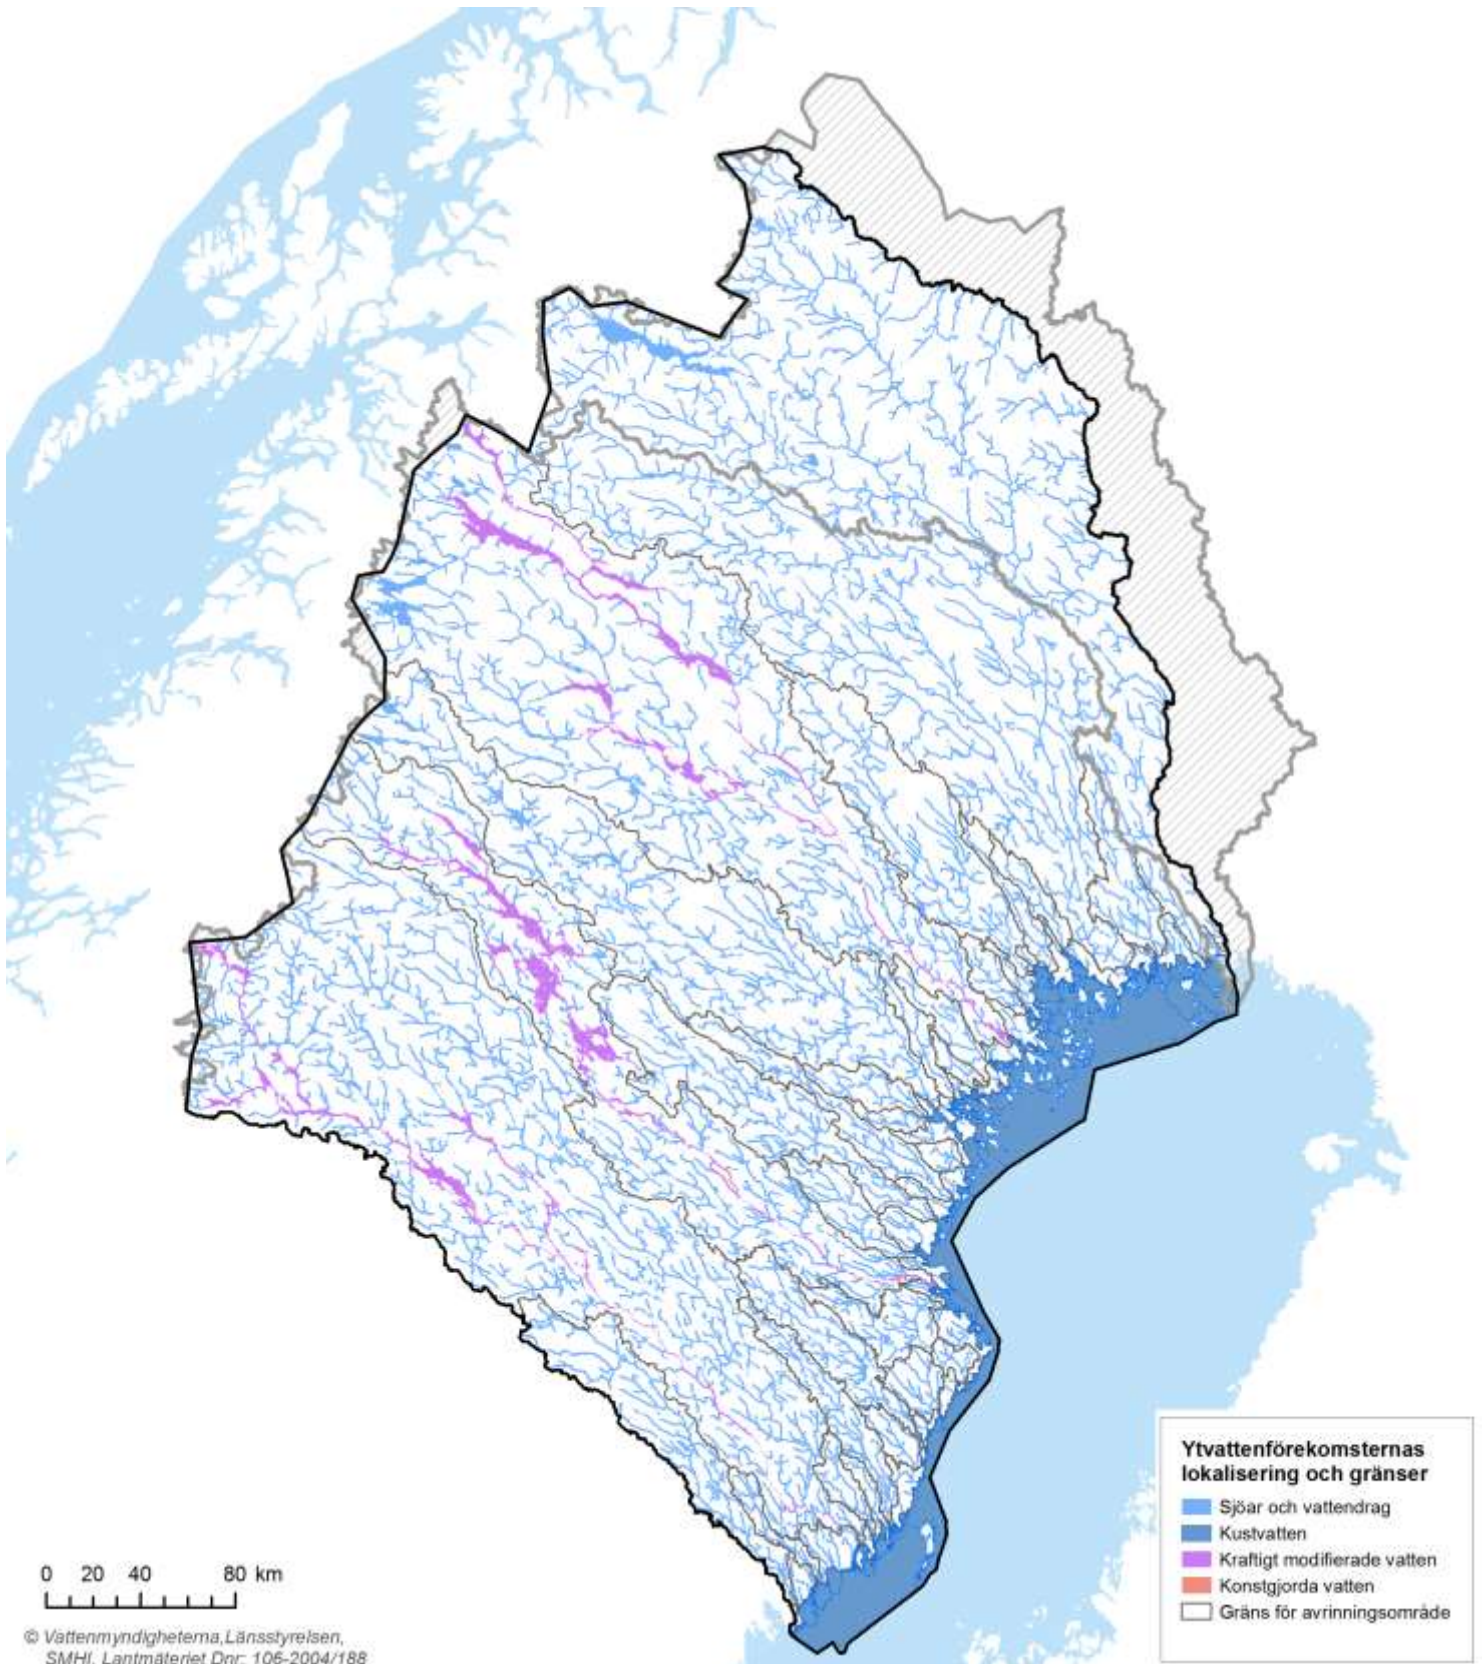 Ytvattenförekomsternas
lokalisering och gränser
Sjöar och vattendrag
Kustvatten
Kraftigt modifierade vatten
Konstgjorda vatten
Gräns för avrinningsområde
0 20 40 80 km
© Vattenmyndigheterna,Länsstyrelsen,
SMHI, Lantmäteriet Dnr: 106-2004/188